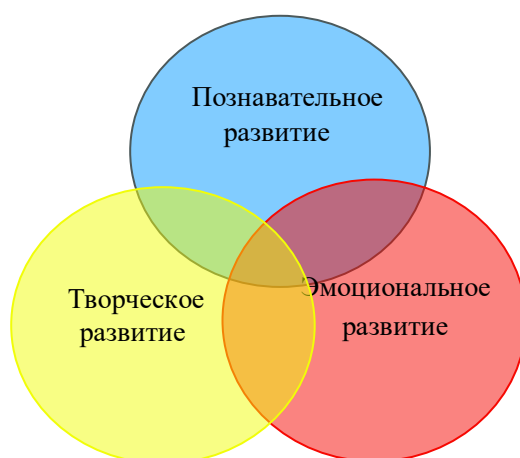 Познавательное
развитие
Творческое
развитие
Эмоциональное
развитие